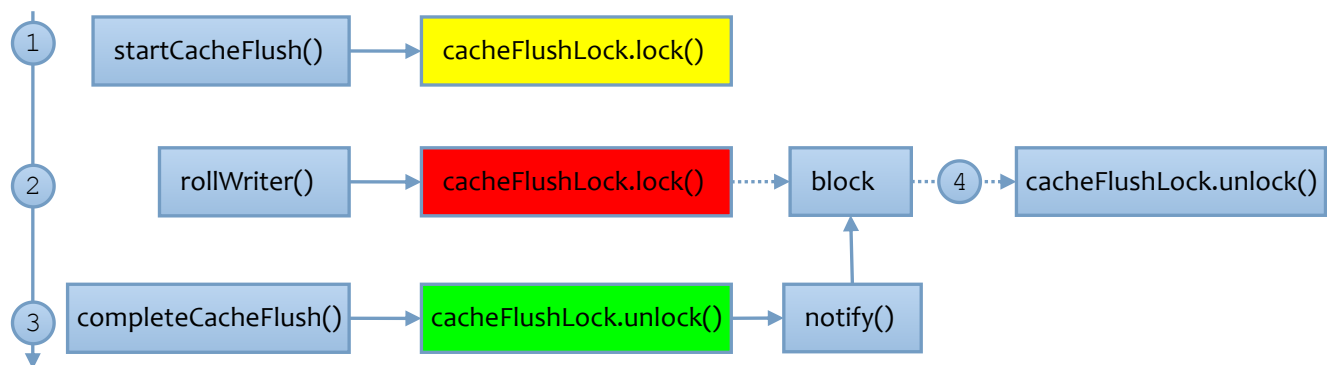 1
startCacheFlush()
cacheFlushLock.lock()
2
rollWriter()
cacheFlushLock.lock()
block
4
cacheFlushLock.unlock()
3
completeCacheFlush()
cacheFlushLock.unlock()
notify()